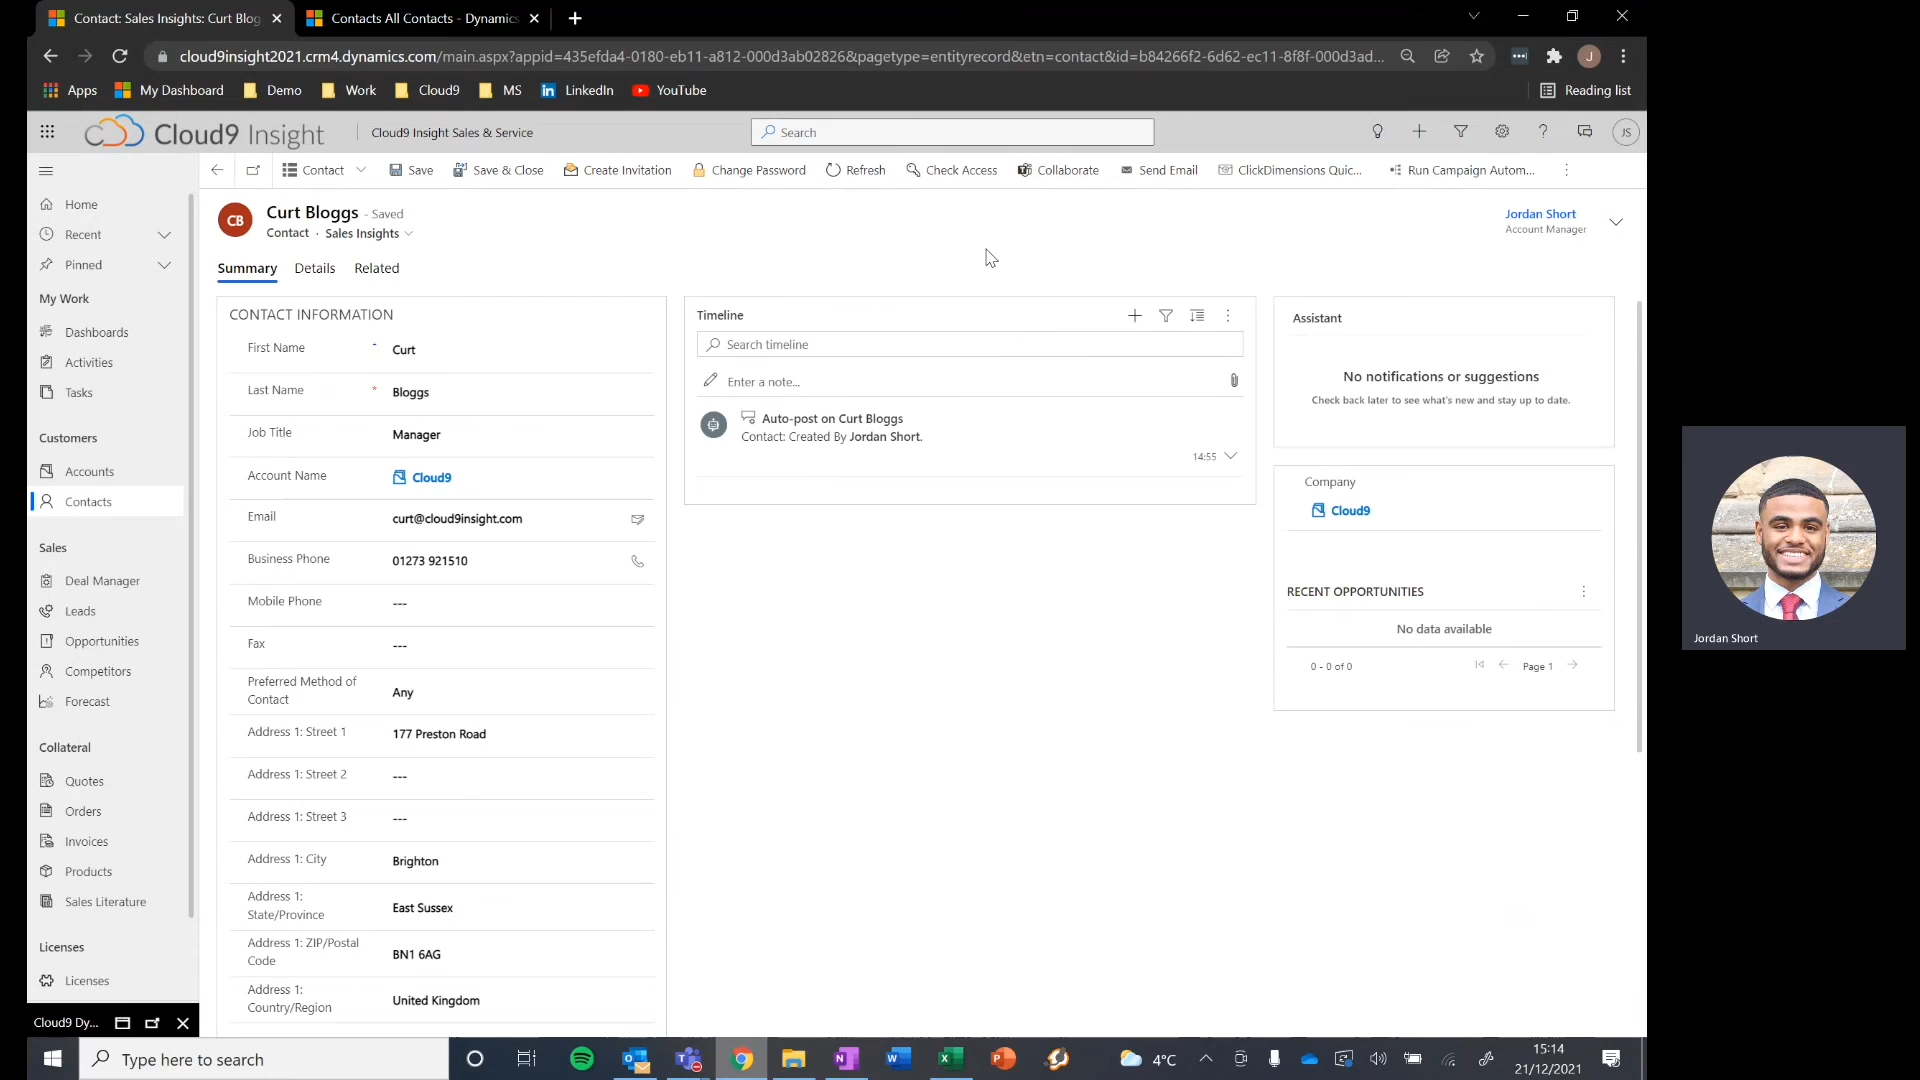 Contact: Sales Insights: Curt Blog
Contacts All Contacts - Dynamics
cloud9insight2021.crm4.dynamics.com/main.aspx?appid=435efda4-0180-eb11-a812-000d3ab02826&pagetype=entityrecord&etn=contact&id=b84266f2-6d62-ec11-8f8f-000d3ad...
J
Apps
My Dashboard
Demo
Work
Cloud9
MS
LinkedIn
YouTube
Reading list
Cloud9 Insight
Cloud9 Insight Sales & Service
Search
JS
Contact
Save
Save & Close
Create Invitation
Change Password
Refresh
Check Access
Collaborate
Send Email
ClickDimensions Quic...
Run Campaign Autom...
Home
Recent
Pinned
My Work
Dashboards
Activities
Tasks
Customers
Accounts
Contacts
Sales
Deal Manager
Leads
Opportunities
Competitors
Forecast
Collateral
Quotes
Orders
Invoices
Products
Sales Literature
Licenses
Licenses
Cloud9 Dy...
CB
Curt Bloggs - Saved
Contact · Sales Insights
Jordan Short
Account Manager
Summary
Details
Related
CONTACT INFORMATION
First Name
Curt
Last Name *
Bloggs
Job Title
Manager
Account Name
Cloud9
Email
curt@cloud9insight.com
Business Phone
01273 921510
Mobile Phone
---
Fax
---
Preferred Method of
Contact
Any
Address 1: Street 1
177 Preston Road
Address 1: Street 2
---
Address 1: Street 3
---
Address 1: City
Brighton
Address 1:
State/Province
East Sussex
Address 1: ZIP/Postal
Code
BN1 6AG
Address 1:
Country/Region
United Kingdom
Timeline
Search timeline
Enter a note...
Auto-post on Curt Bloggs
Contact: Created By Jordan Short.
14:55
Assistant
No notifications or suggestions
Check back later to see what's new and stay up to date.
Company
Cloud9
RECENT OPPORTUNITIES
No data available
0 - 0 of 0
Page 1
Jordan Short
Type here to search
4°C
15:14
21/12/2021